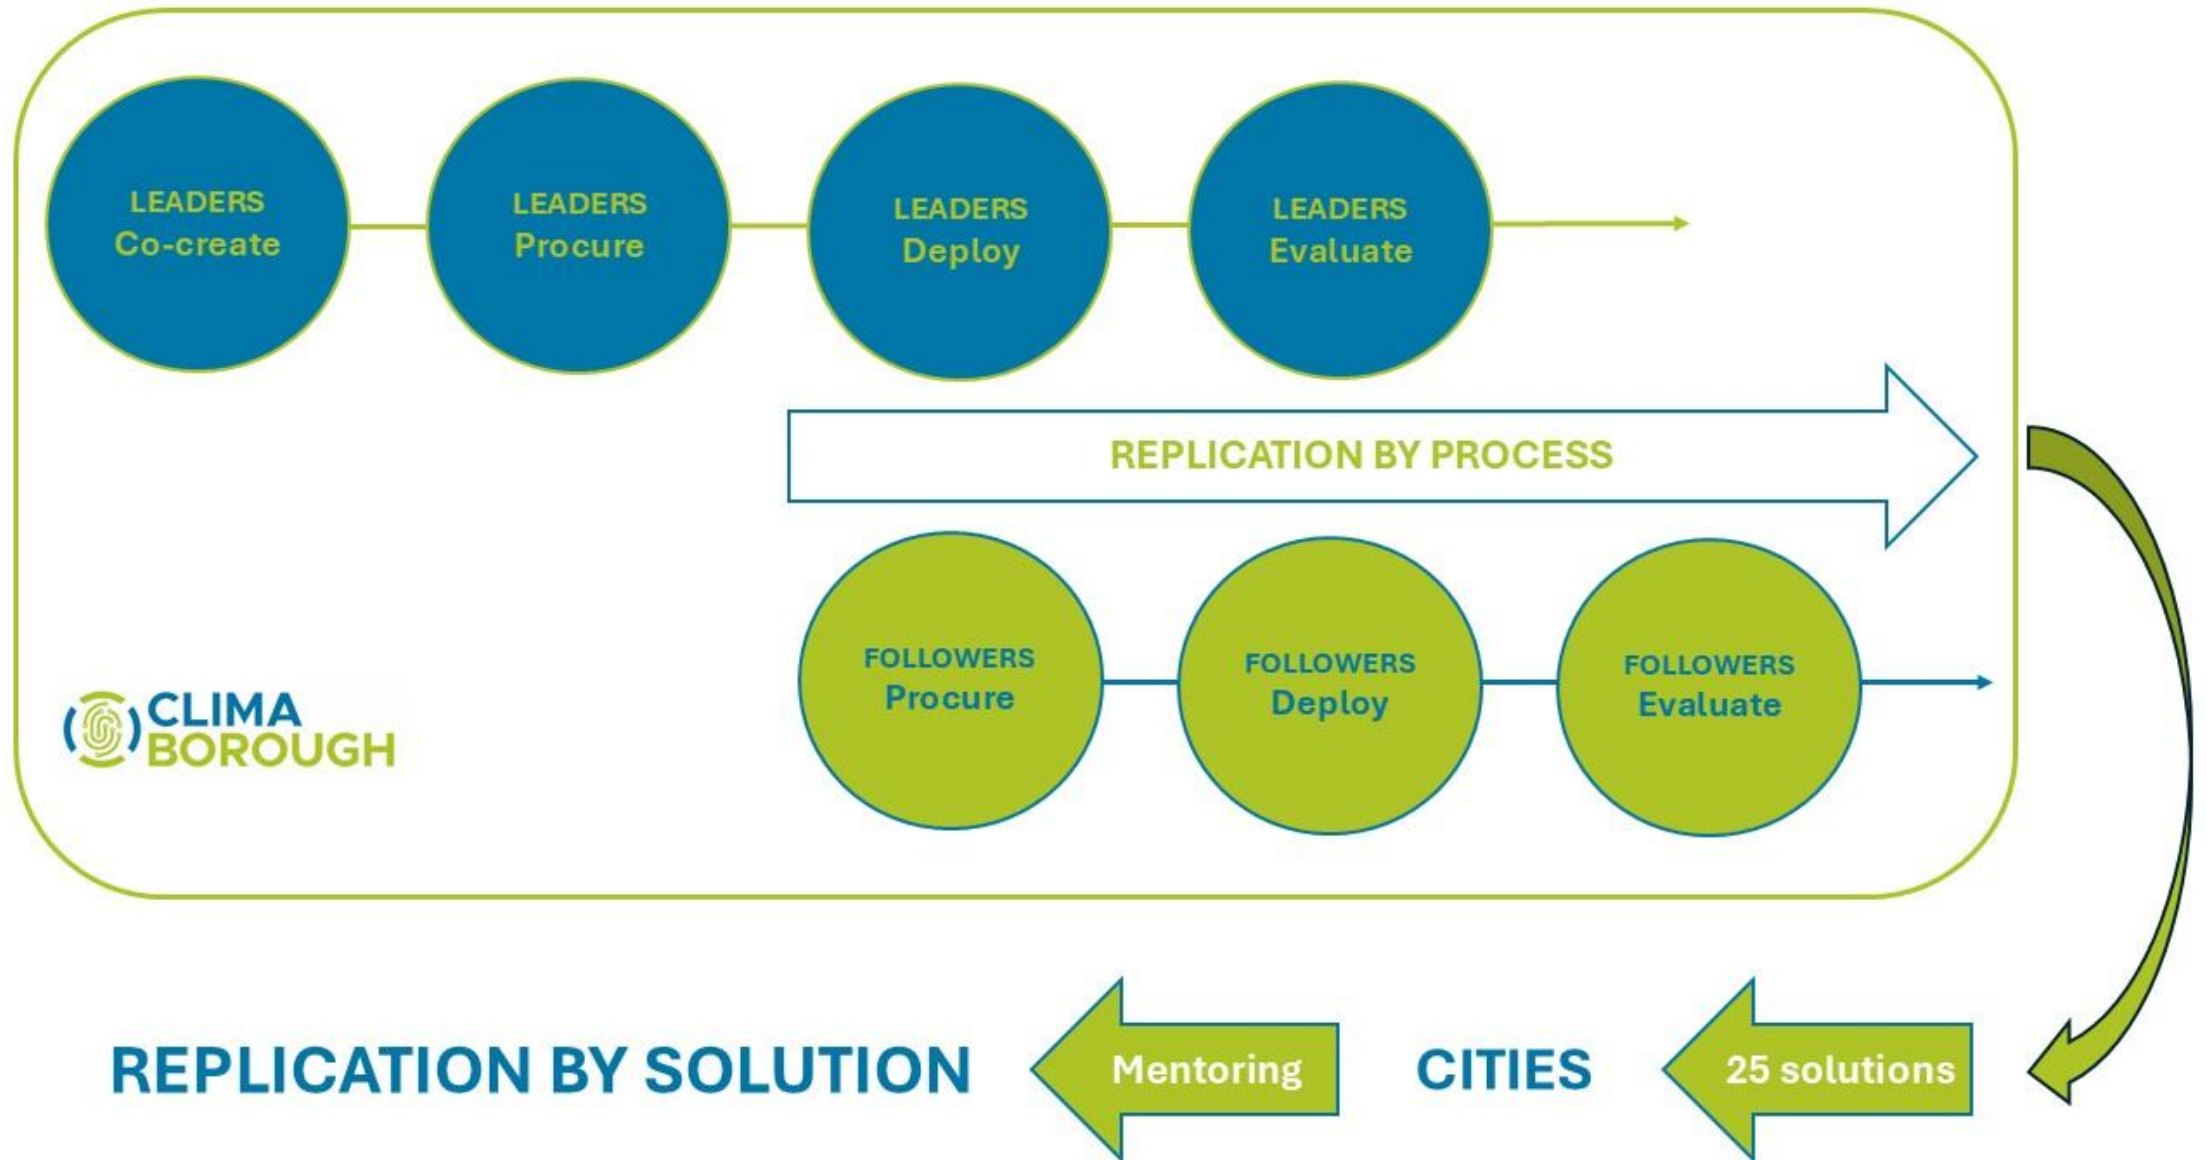 LEADERS
Co-create
LEADERS
Procure
LEADERS
Deploy
LEADERS
Evaluate
REPLICATION BY PROCESS
FOLLOWERS
Procure
FOLLOWERS
Deploy
FOLLOWERS
Evaluate
CLIMA
BOROUGH
REPLICATION BY SOLUTION
Mentoring
CITIES
25 solutions